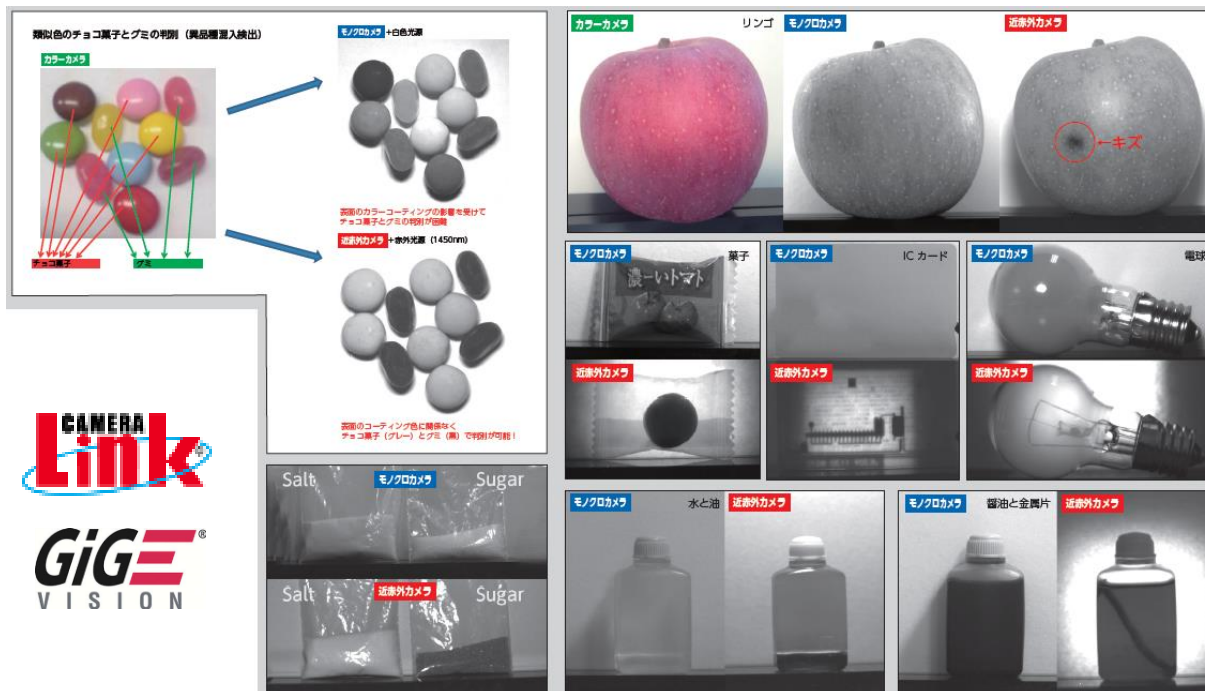 類似色のチョコ菓子とグミの判別（異品種混入検出）
カラーカメラ
チョコ菓子
グミ
モノクロカメラ+白色光源
表面のカラーコーティングの影響を受けて
チョコ菓子とグミの判別が困難
近赤外カメラ+赤外光源（1450nm）
表面のコーティング色に関係なく
チョコ菓子（グレー）とグミ（黒）で判別が可能！
カラーカメラ
リンゴ
モノクロカメラ
近赤外カメラ
←キズ
モノクロカメラ
菓子
濃ーいトマト
近赤外カメラ
モノクロカメラ
ICカード
近赤外カメラ
モノクロカメラ
電球
近赤外カメラ
CAMERA
Link®
GiGE®
VISION
Salt
モノクロカメラ
Sugar
Salt
近赤外カメラ
Sugar
モノクロカメラ
水と油
近赤外カメラ
モノクロカメラ
醤油と金属片
近赤外カメラ